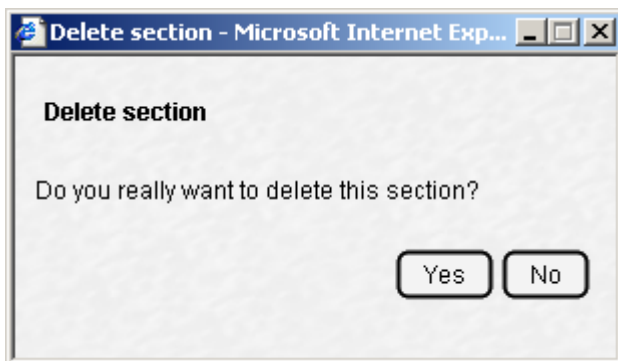 Delete section - Microsoft Internet Exp...
Delete section
Do you really want to delete this section?
Yes No